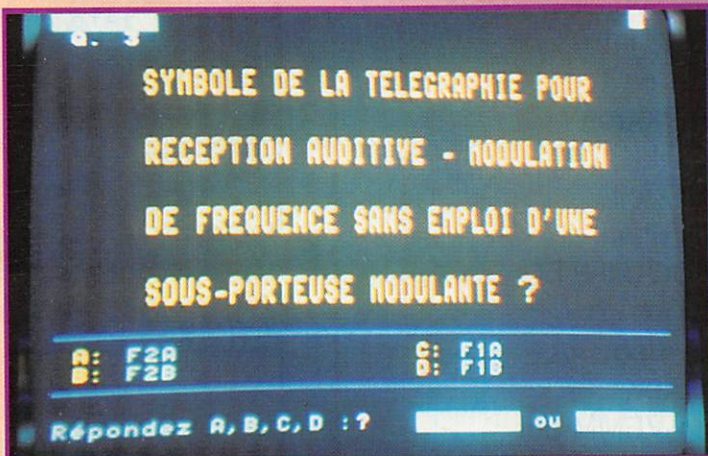 Q. 3
SYMBOLE DE LA TELEGRAPHIE POUR
RECEPTION AUDITIVE - MODULATION
DE FREQUENCE SANS EMPLOI D'UNE
SOUS-PORTEUSE MODULANTE ?
A: F2A
B: F2B
C: F1A
D: F1B
Répondez A,B,C,D :? ou